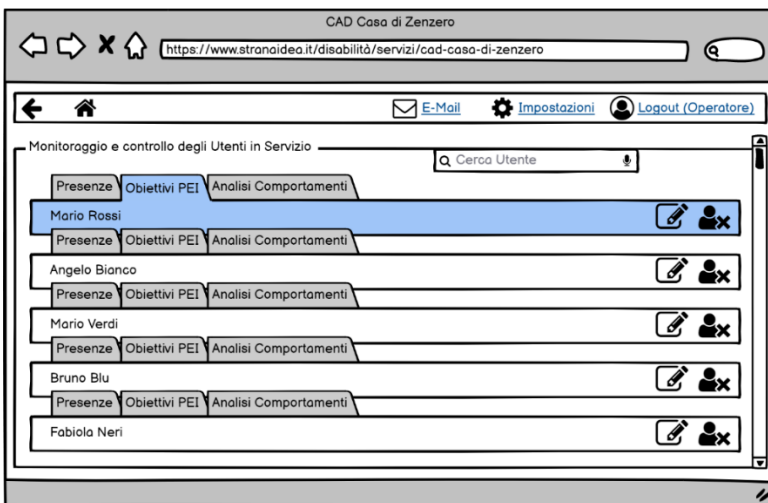 CAD Casa di Zenzero
https://www.stranaidea.it/disabilità/servizi/cad-casa-di-zenzero
E-Mail Impostazioni Logout (Operatore)
Monitoraggio e controllo degli Utenti in Servizio
Cerca Utente
Presenze Obiettivi PEI Analisi Comportamenti
Mario Rossi
Presenze Obiettivi PEI Analisi Comportamenti
Angelo Bianco
Presenze Obiettivi PEI Analisi Comportamenti
Mario Verdi
Presenze Obiettivi PEI Analisi Comportamenti
Bruno Blu
Presenze Obiettivi PEI Analisi Comportamenti
Fabiola Neri